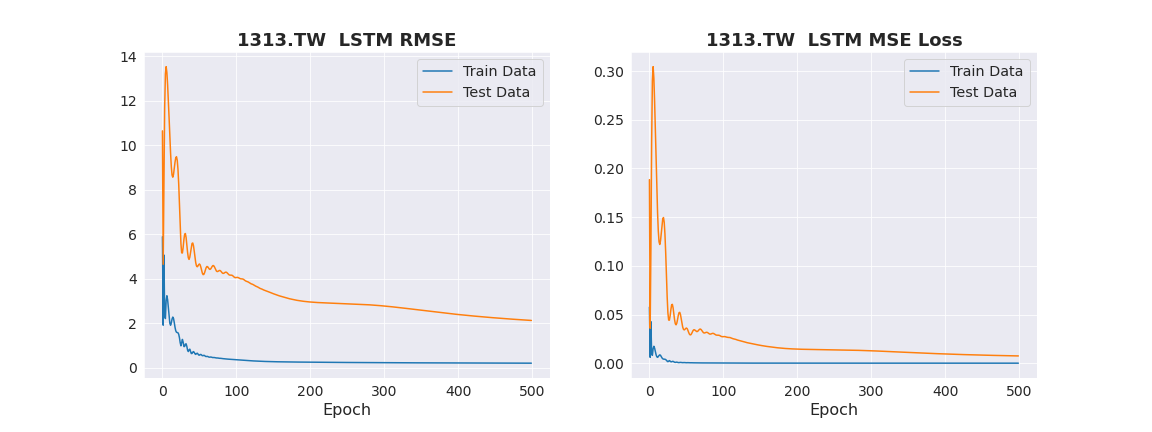 1313.TW  LSTM RMSE
14
12
10
8
6
4
2
0
0 100 200 300 400 500
Epoch
Train Data
Test Data
1313.TW  LSTM MSE Loss
0.30
0.25
0.20
0.15
0.10
0.05
0.00
0 100 200 300 400 500
Epoch
Train Data
Test Data